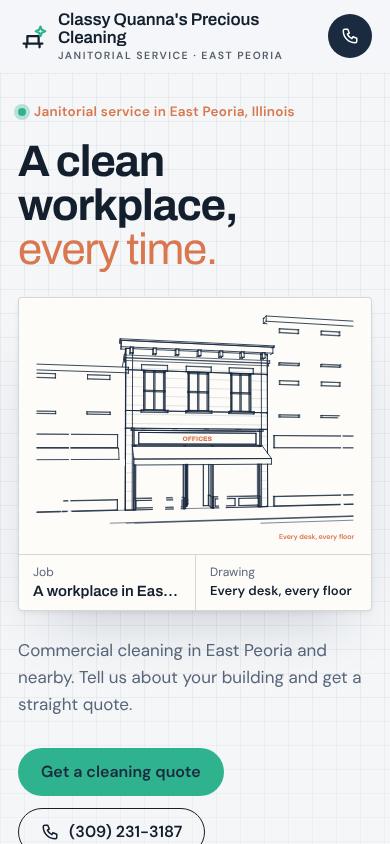 Classy Quanna's Precious
Cleaning
JANITORIAL SERVICE · EAST PEORIA
Janitorial service in East Peoria, Illinois
A clean
workplace,
every time.
OFFICES
Every desk, every floor
Job
A workplace in Eas...
Drawing
Every desk, every floor
Commercial cleaning in East Peoria and
nearby. Tell us about your building and get a
straight quote.
Get a cleaning quote
(309) 231-3187